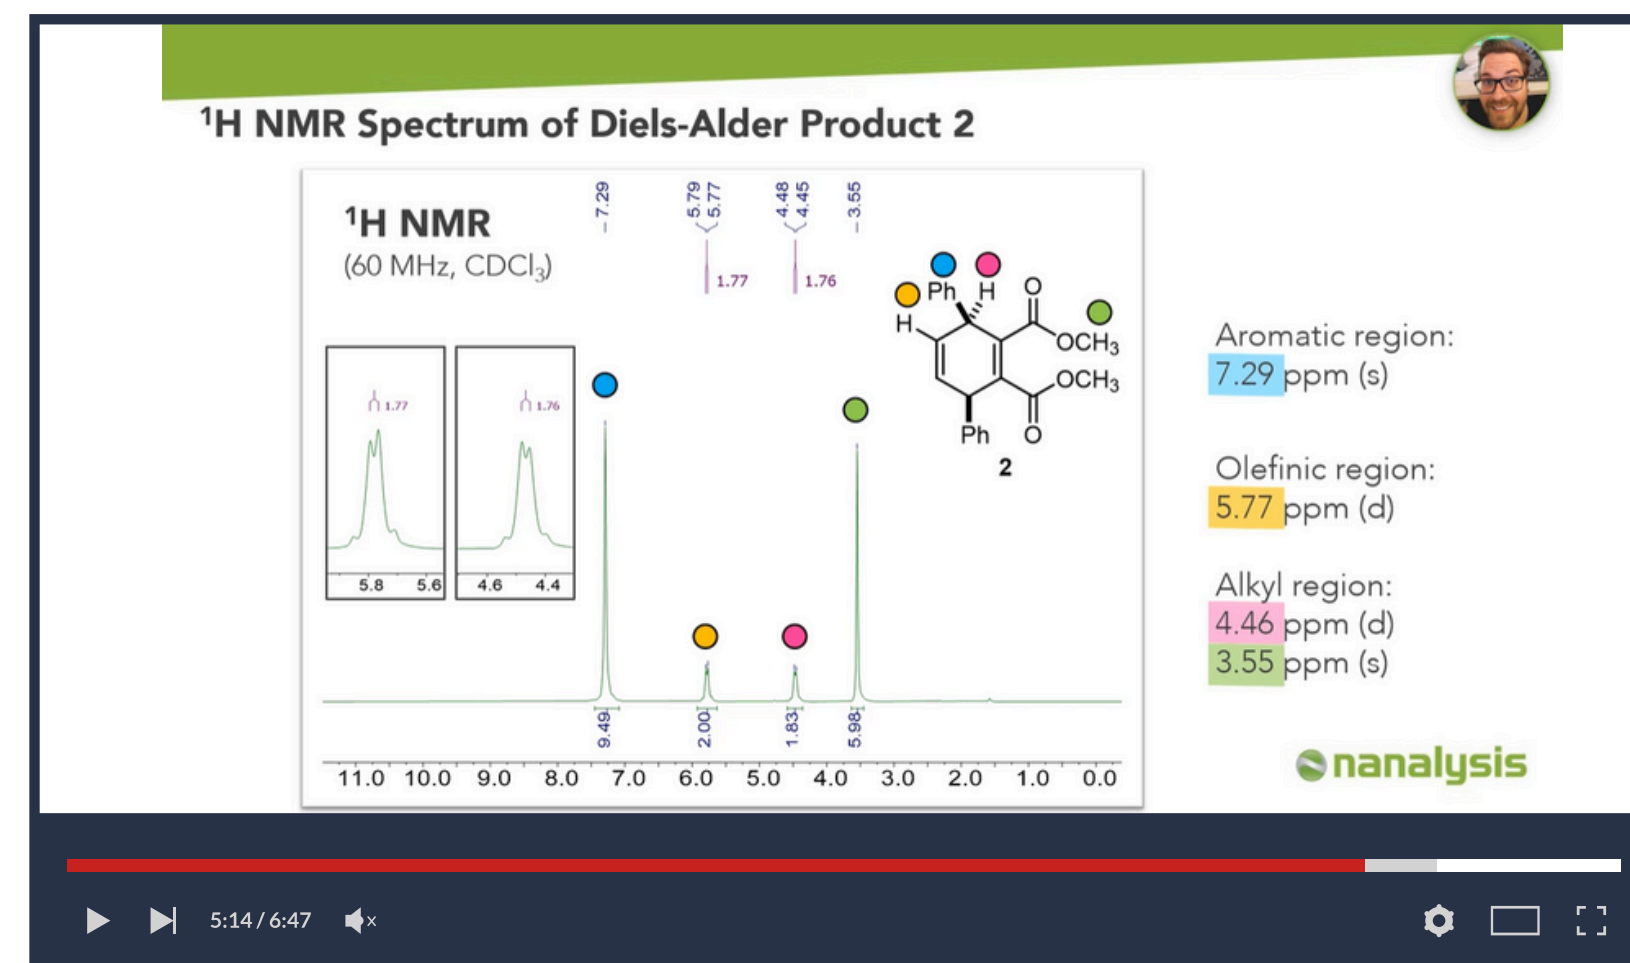 ¹H NMR Spectrum of Diels-Alder Product 2
¹H NMR
(60 MHz, CDCl₃)
7.29
5.79
5.77
4.48
4.45
3.55
1.77
1.76
1.77
1.76
5.8 5.6
4.6 4.4
Ph H O
H
OCH₃
OCH₃
Ph O
2
9.49
2.00
1.83
5.98
11.0 10.0 9.0 8.0 7.0 6.0 5.0 4.0 3.0 2.0 1.0 0.0
Aromatic region:
7.29 ppm (s)
Olefinic region:
5.77 ppm (d)
Alkyl region:
4.46 ppm (d)
3.55 ppm (s)
nanalysis
5:14 / 6:47